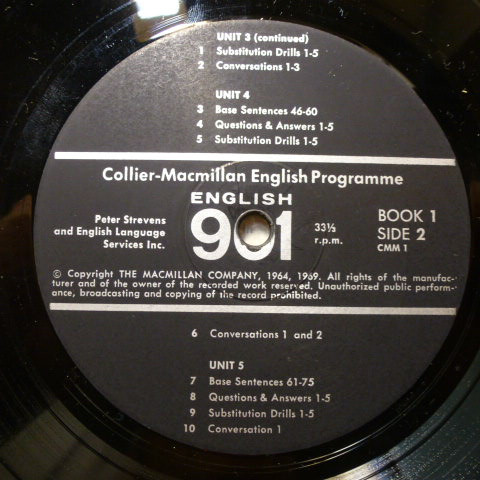 UNIT 3 (continued)
1 Substitution Drills 1-5
2 Conversations 1-3
UNIT 4
3 Base Sentences 46-60
4 Questions & Answers 1-5
5 Substitution Drills 1-5
Collier-Macmillan English Programme
Peter Strevens
and English Language
Services Inc.
ENGLISH
901
33⅓
r.p.m.
BOOK 1
SIDE 2
CMM 1
© Copyright THE MACMILLAN COMPANY, 1964, 1969. All rights of the manufac-
turer and of the owner of the recorded work reserved. Unauthorized public perform-
ance, broadcasting and copying of the record prohibited.
6 Conversations 1 and 2
UNIT 5
7 Base Sentences 61-75
8 Questions & Answers 1-5
9 Substitution Drills 1-5
10 Conversation 1